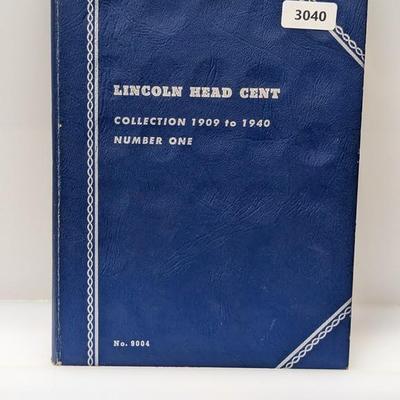 3040
LINCOLN HEAD CENT
COLLECTION 1909 to 1940
NUMBER ONE
No. 9004